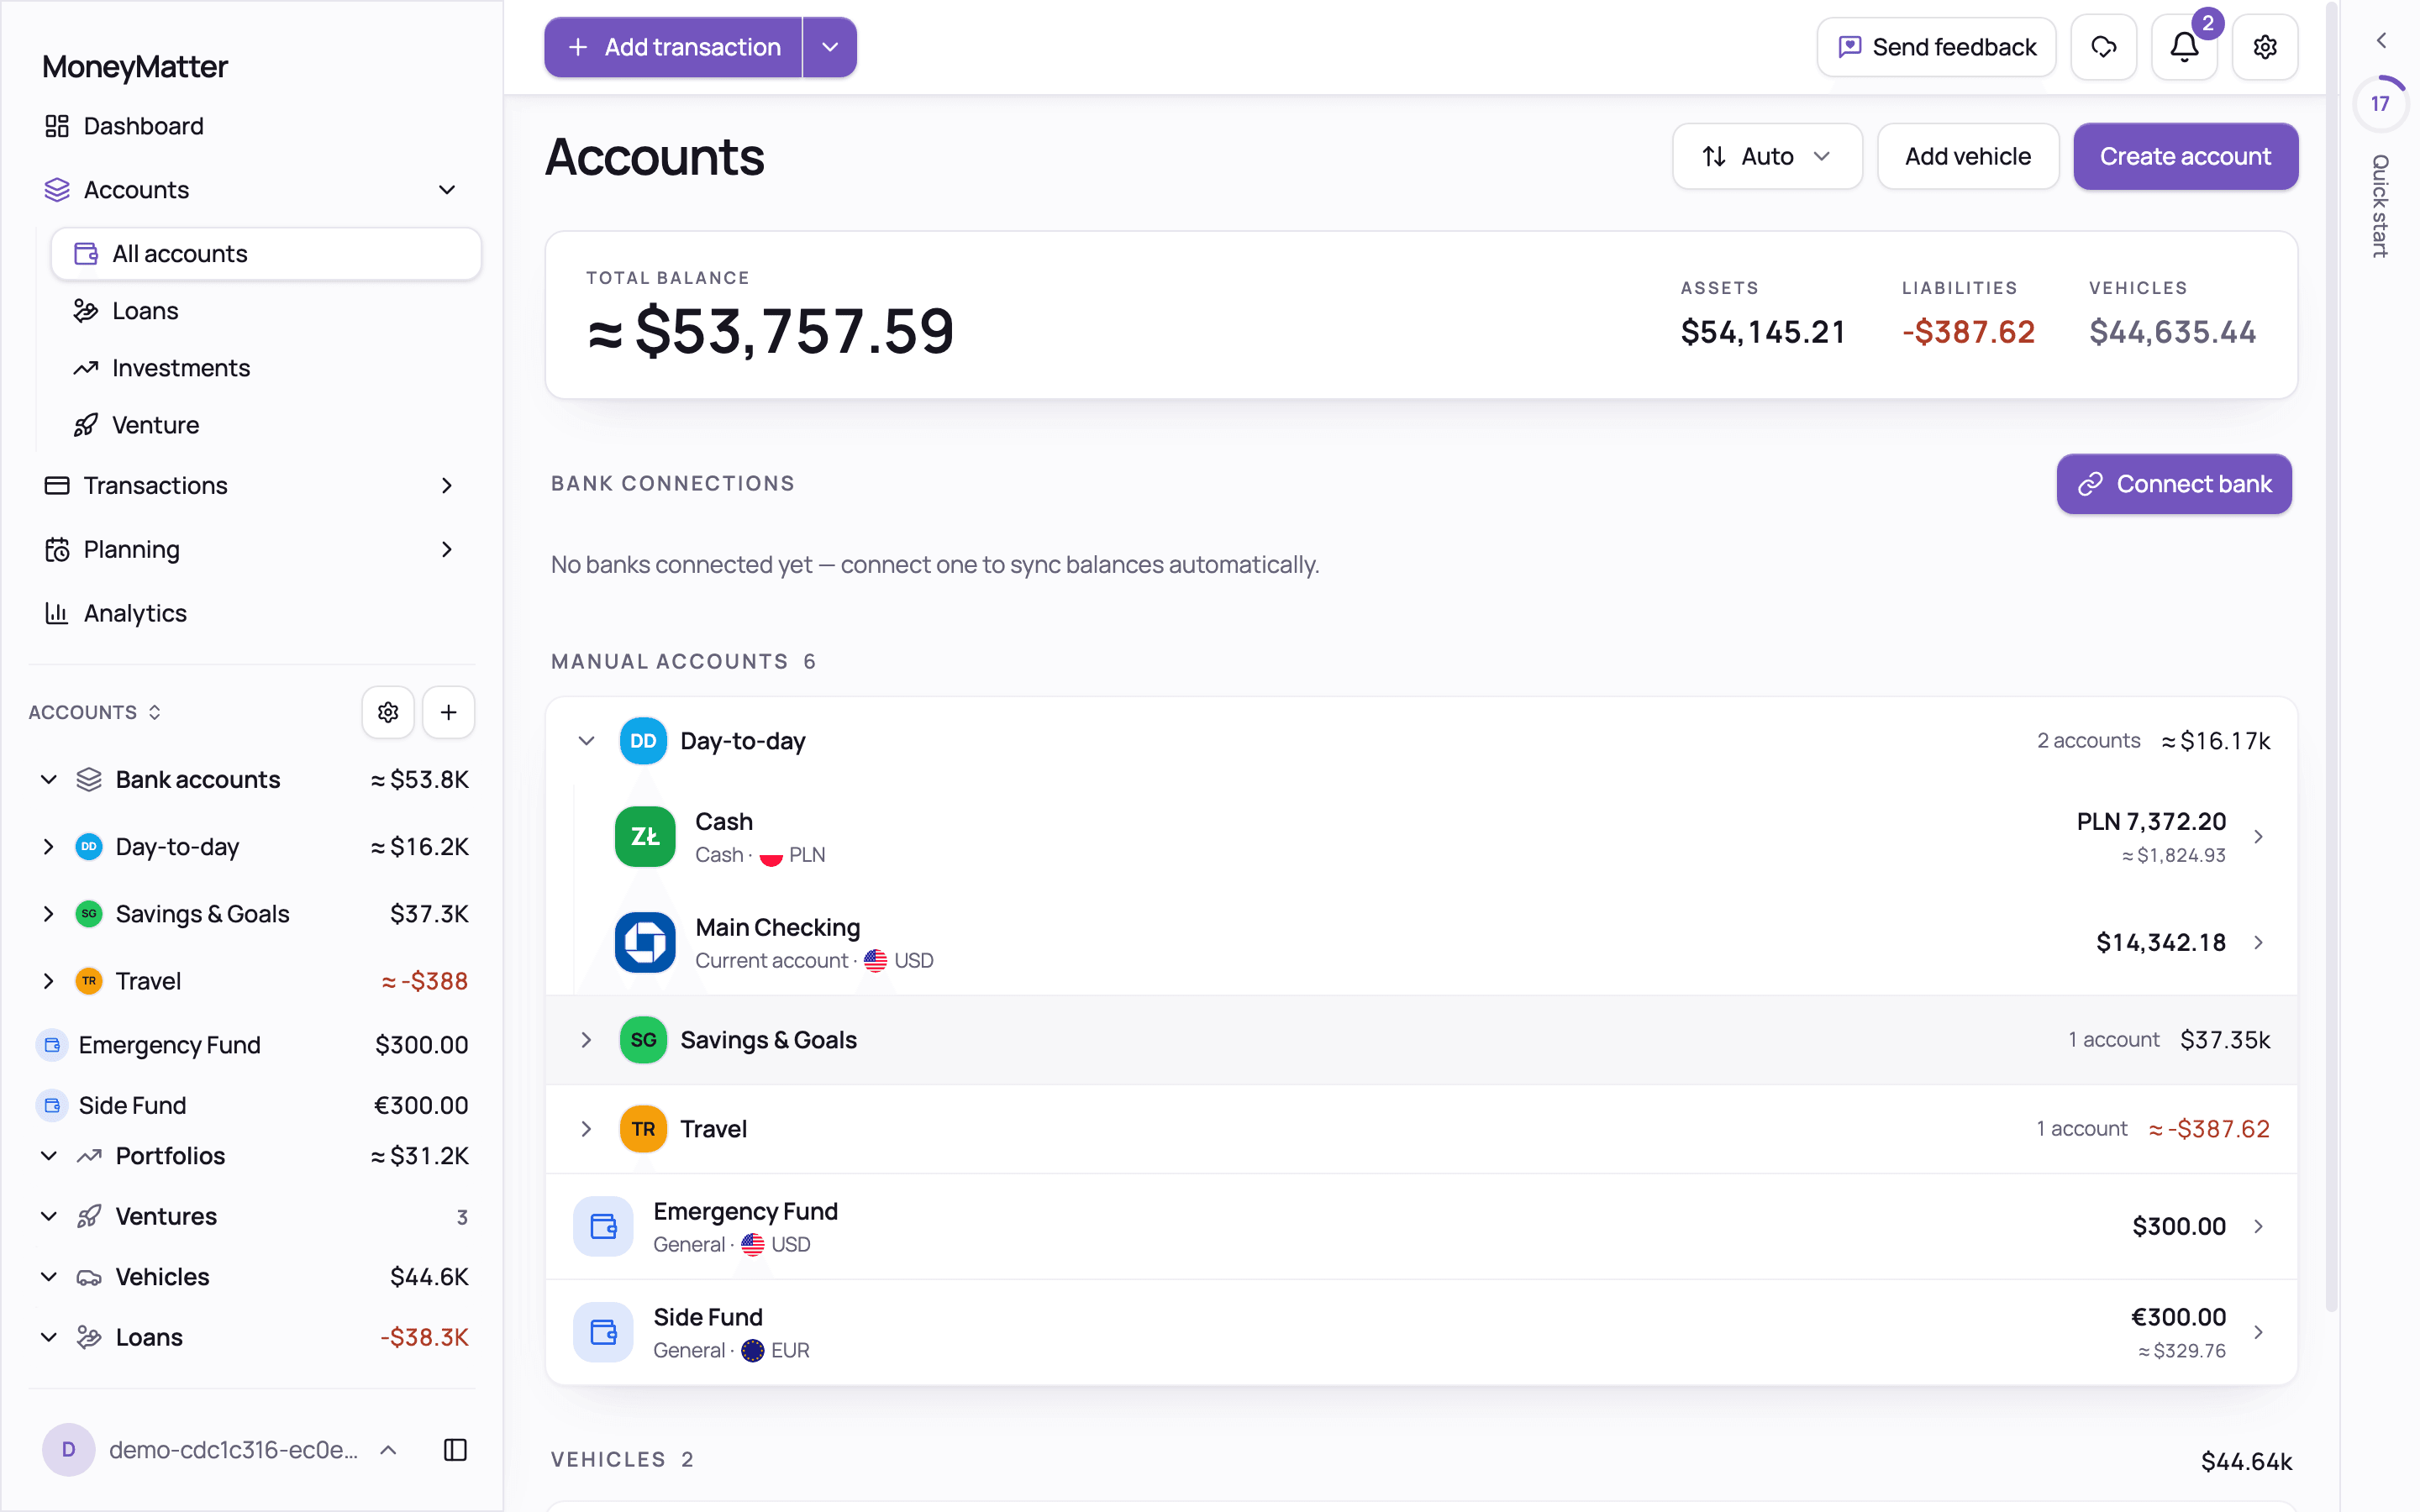 MoneyMatter
Dashboard
Accounts
All accounts
Loans
Investments
Venture
Transactions
Planning
Analytics
ACCOUNTS
Bank accounts ≈ $53.8K
DD Day-to-day ≈ $16.2K
SG Savings & Goals $37.3K
TR Travel ≈ -$388
Emergency Fund $300.00
Side Fund €300.00
Portfolios ≈ $31.2K
Ventures 3
Vehicles $44.6K
Loans -$38.3K
D demo-cdc1c316-ec0e...
+ Add transaction
Send feedback
2
Accounts
Auto
Add vehicle
Create account
TOTAL BALANCE
≈ $53,757.59
ASSETS
$54,145.21
LIABILITIES
-$387.62
VEHICLES
$44,635.44
BANK CONNECTIONS
Connect bank
No banks connected yet — connect one to sync balances automatically.
MANUAL ACCOUNTS 6
DD Day-to-day 2 accounts ≈ $16.17k
ZŁ Cash PLN 7,372.20
Cash · PLN ≈ $1,824.93
Main Checking $14,342.18
Current account · USD
SG Savings & Goals 1 account $37.35k
TR Travel 1 account ≈ -$387.62
Emergency Fund $300.00
General · USD
Side Fund €300.00
General · EUR ≈ $329.76
VEHICLES 2 $44.64k
17
Quick start